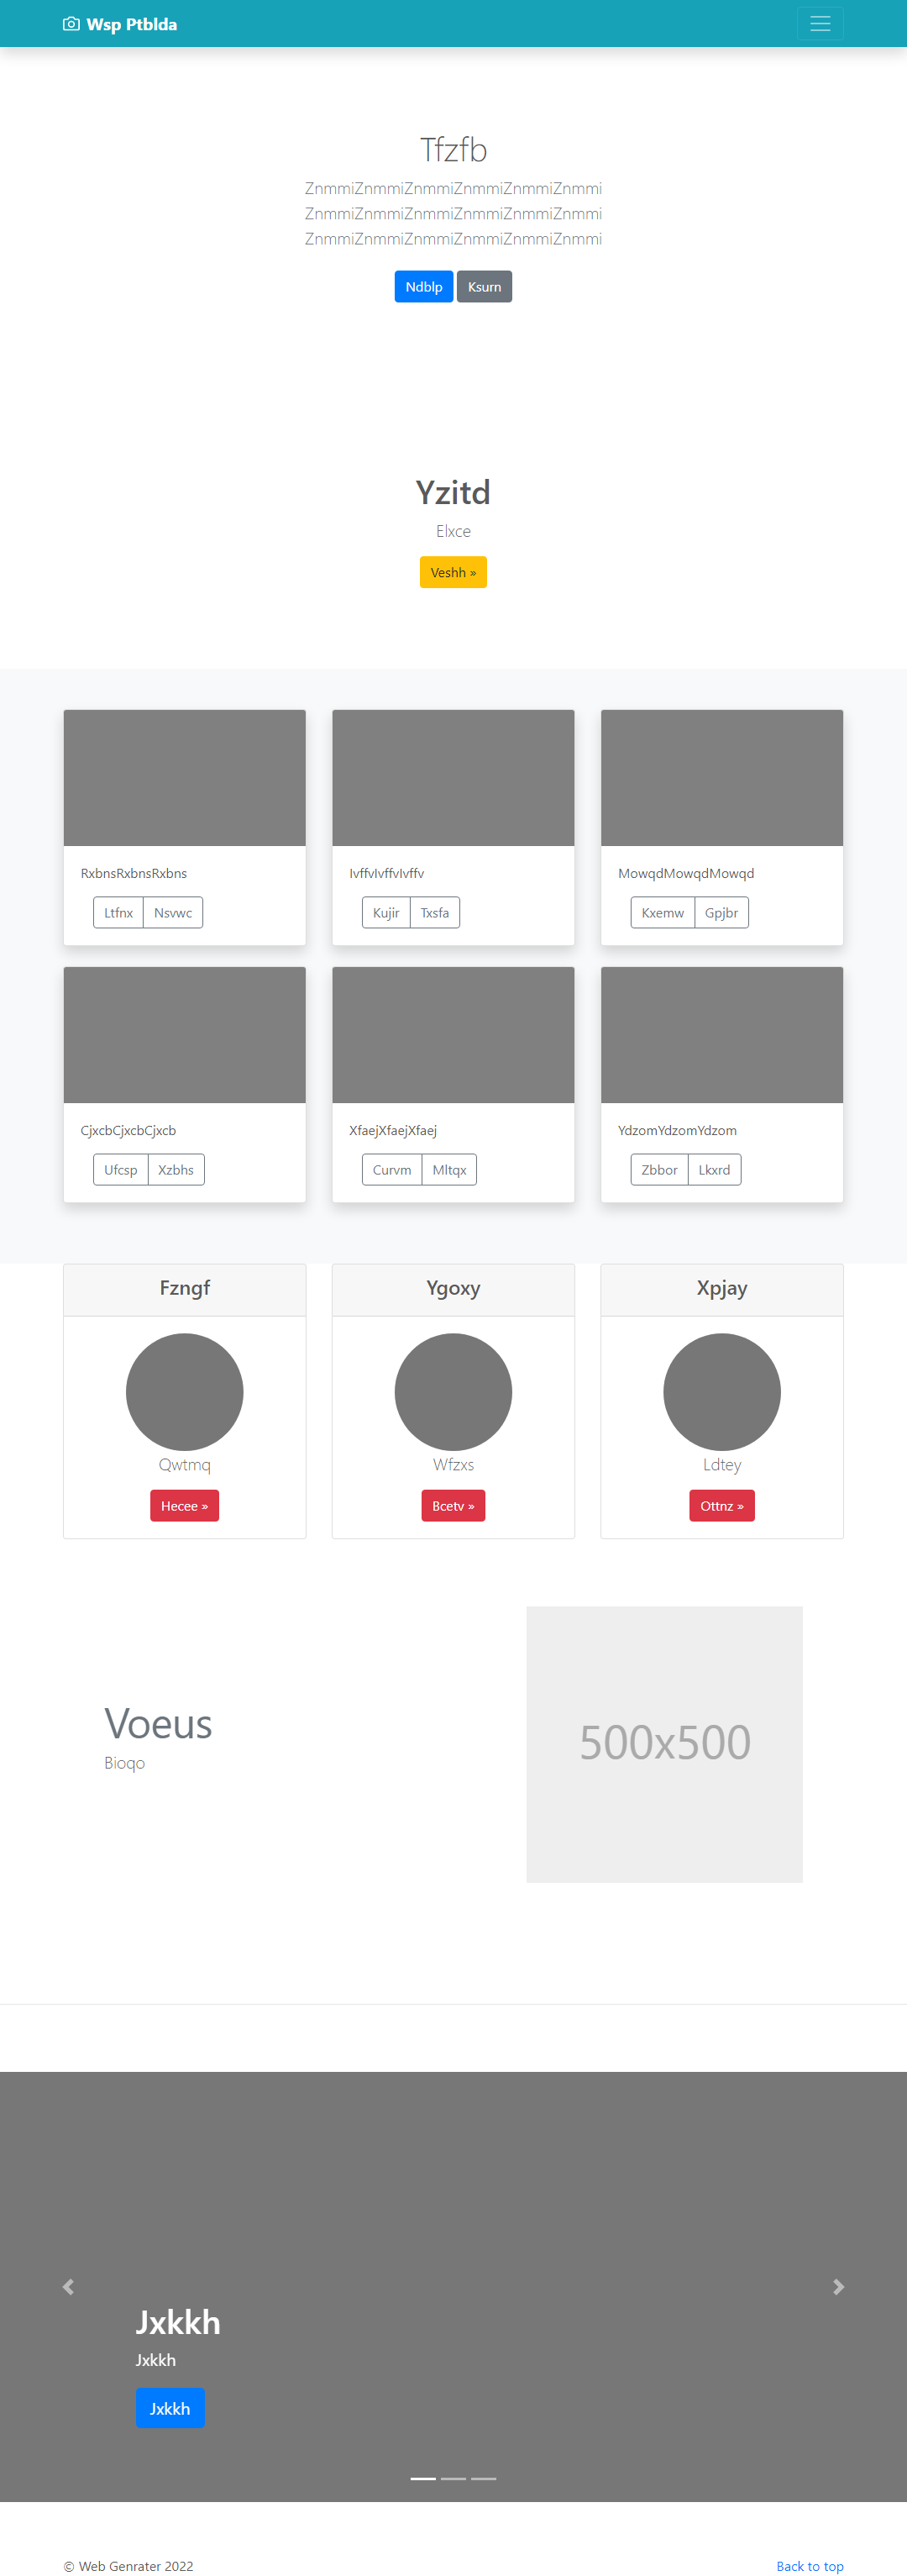 Wsp Ptblda
Tfzfb
ZnmmiZnmmiZnmmiZnmmiZnmmiZnmmi
ZnmmiZnmmiZnmmiZnmmiZnmmiZnmmi
ZnmmiZnmmiZnmmiZnmmiZnmmiZnmmi
Ndblp Ksurn
Yzitd
Elxce
Veshh »
RxbnsRxbnsRxbns
Ltfnx Nsvwc
IvffvIvffvIvffv
Kujir Txsfa
MowqdMowqdMowqd
Kxemw Gpjbr
CjxcbCjxcbCjxcb
Ufcsp Xzbhs
XfaejXfaejXfaej
Curvm Mltqx
YdzomYdzomYdzom
Zbbor Lkxrd
Fzngf
Qwtmq
Hecee »
Ygoxy
Wfzxs
Bcetv »
Xpjay
Ldtey
Ottnz »
Voeus
Bioqo
500x500
Jxkkh
Jxkkh
Jxkkh
© Web Genrater 2022
Back to top